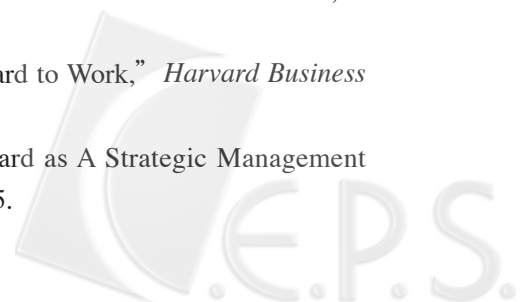 ard to Work,” Harvard Business
ard as A Strategic Management
5.
C.E.P.S.